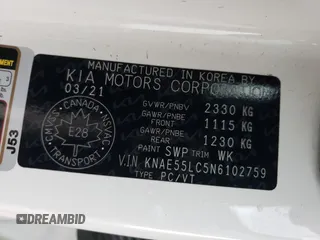 MANUFACTURED IN KOREA BY
KIA MOTORS CORPORATION
03/21
GVWR/PNBV 2330 KG
GAWR/PNBE FRONT 1115 KG
GAWR/PNBE REAR 1230 KG
PAINT SWP TRIM WK
CANADA
CMVSS NSVAC
E28
TRANSPORT
VIN KNAE55LC5N6102759
TYPE PC/VT
J53
DREAMBID